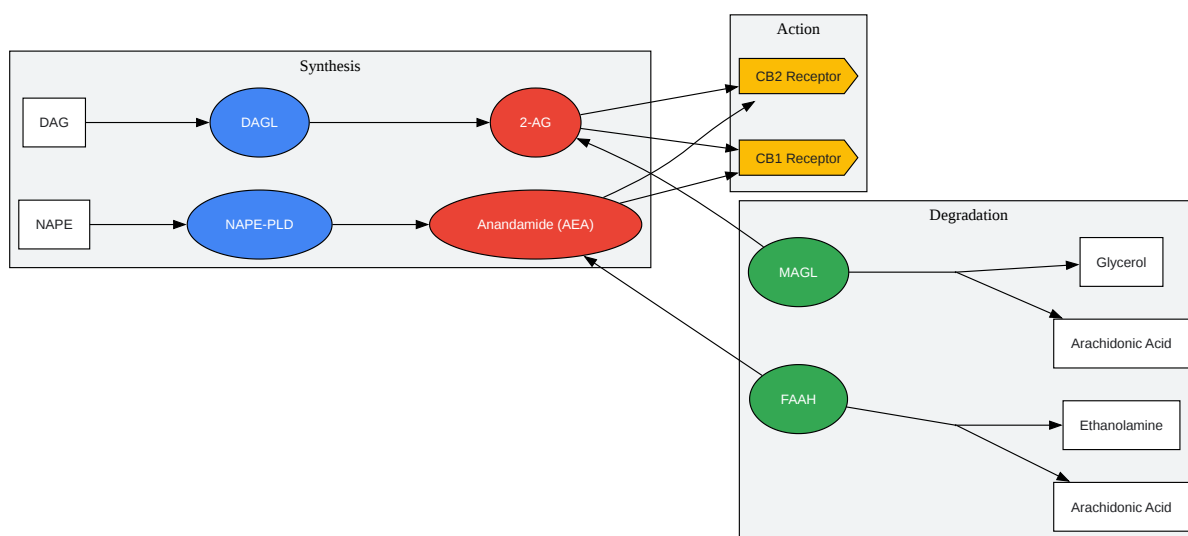 Synthesis
DAG
DAGL
2-AG
NAPE
NAPE-PLD
Anandamide (AEA)
Action
CB2 Receptor
CB1 Receptor
Degradation
MAGL
Glycerol
Arachidonic Acid
FAAH
Ethanolamine
Arachidonic Acid